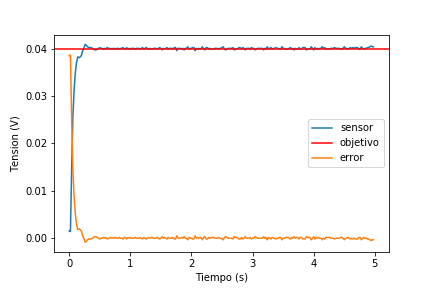 0.04
0.03
0.02
0.01
0.00
Tension (V)
sensor
objetivo
error
0 1 2 3 4 5
Tiempo (s)